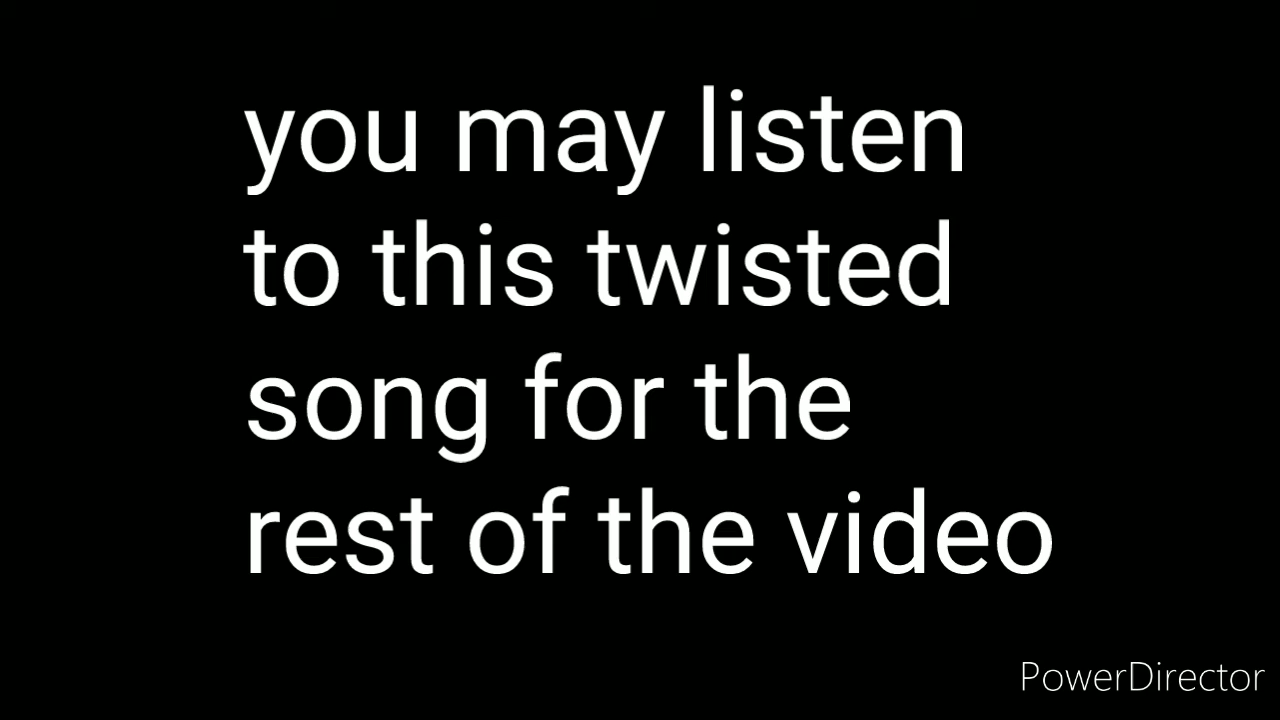 you may listen
to this twisted
song for the
rest of the video
PowerDirector